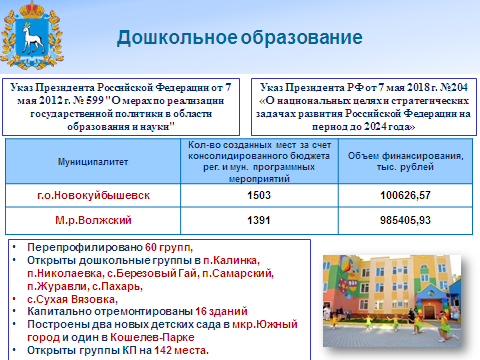 Дошкольное образование
Указ Президента Российской Федерации от 7
мая 2012 г. № 599 "О мерах по реализации
государственной политики в области
образования и науки"
Указ Президента РФ от 7 мая 2018 г. №204
«О национальных целях и стратегических
задачах развития Российской Федерации на
период до 2024 года»
Муниципалитет
Кол-во созданных мест за счет
консолидированного бюджета
рег. и мун. программных
мероприятий
Объем финансирования,
тыс. рублей
г.о.Новокуйбышевск 1503 100626,57
М.р.Волжский 1391 985405,93
• Перепрофилировано 60 групп,
• Открыты дошкольные группы в п.Калинка,
п.Николаевка, с.Березовый Гай, п.Самарский,
п.Журавли, с.Пахарь,
• с.Сухая Вязовка,
• Капитально отремонтированы 16 зданий
• Построены два новых детских сада в мкр.Южный
город и один в Кошелев-Парке
• Открыты группы КП на 142 места.